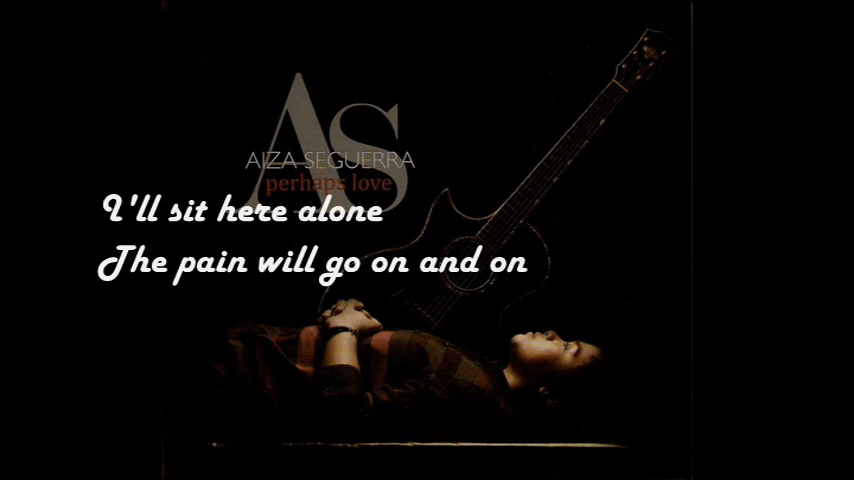 AS
AIZA SEGUERRA
perhaps love
I'll sit here alone
The pain will go on and on